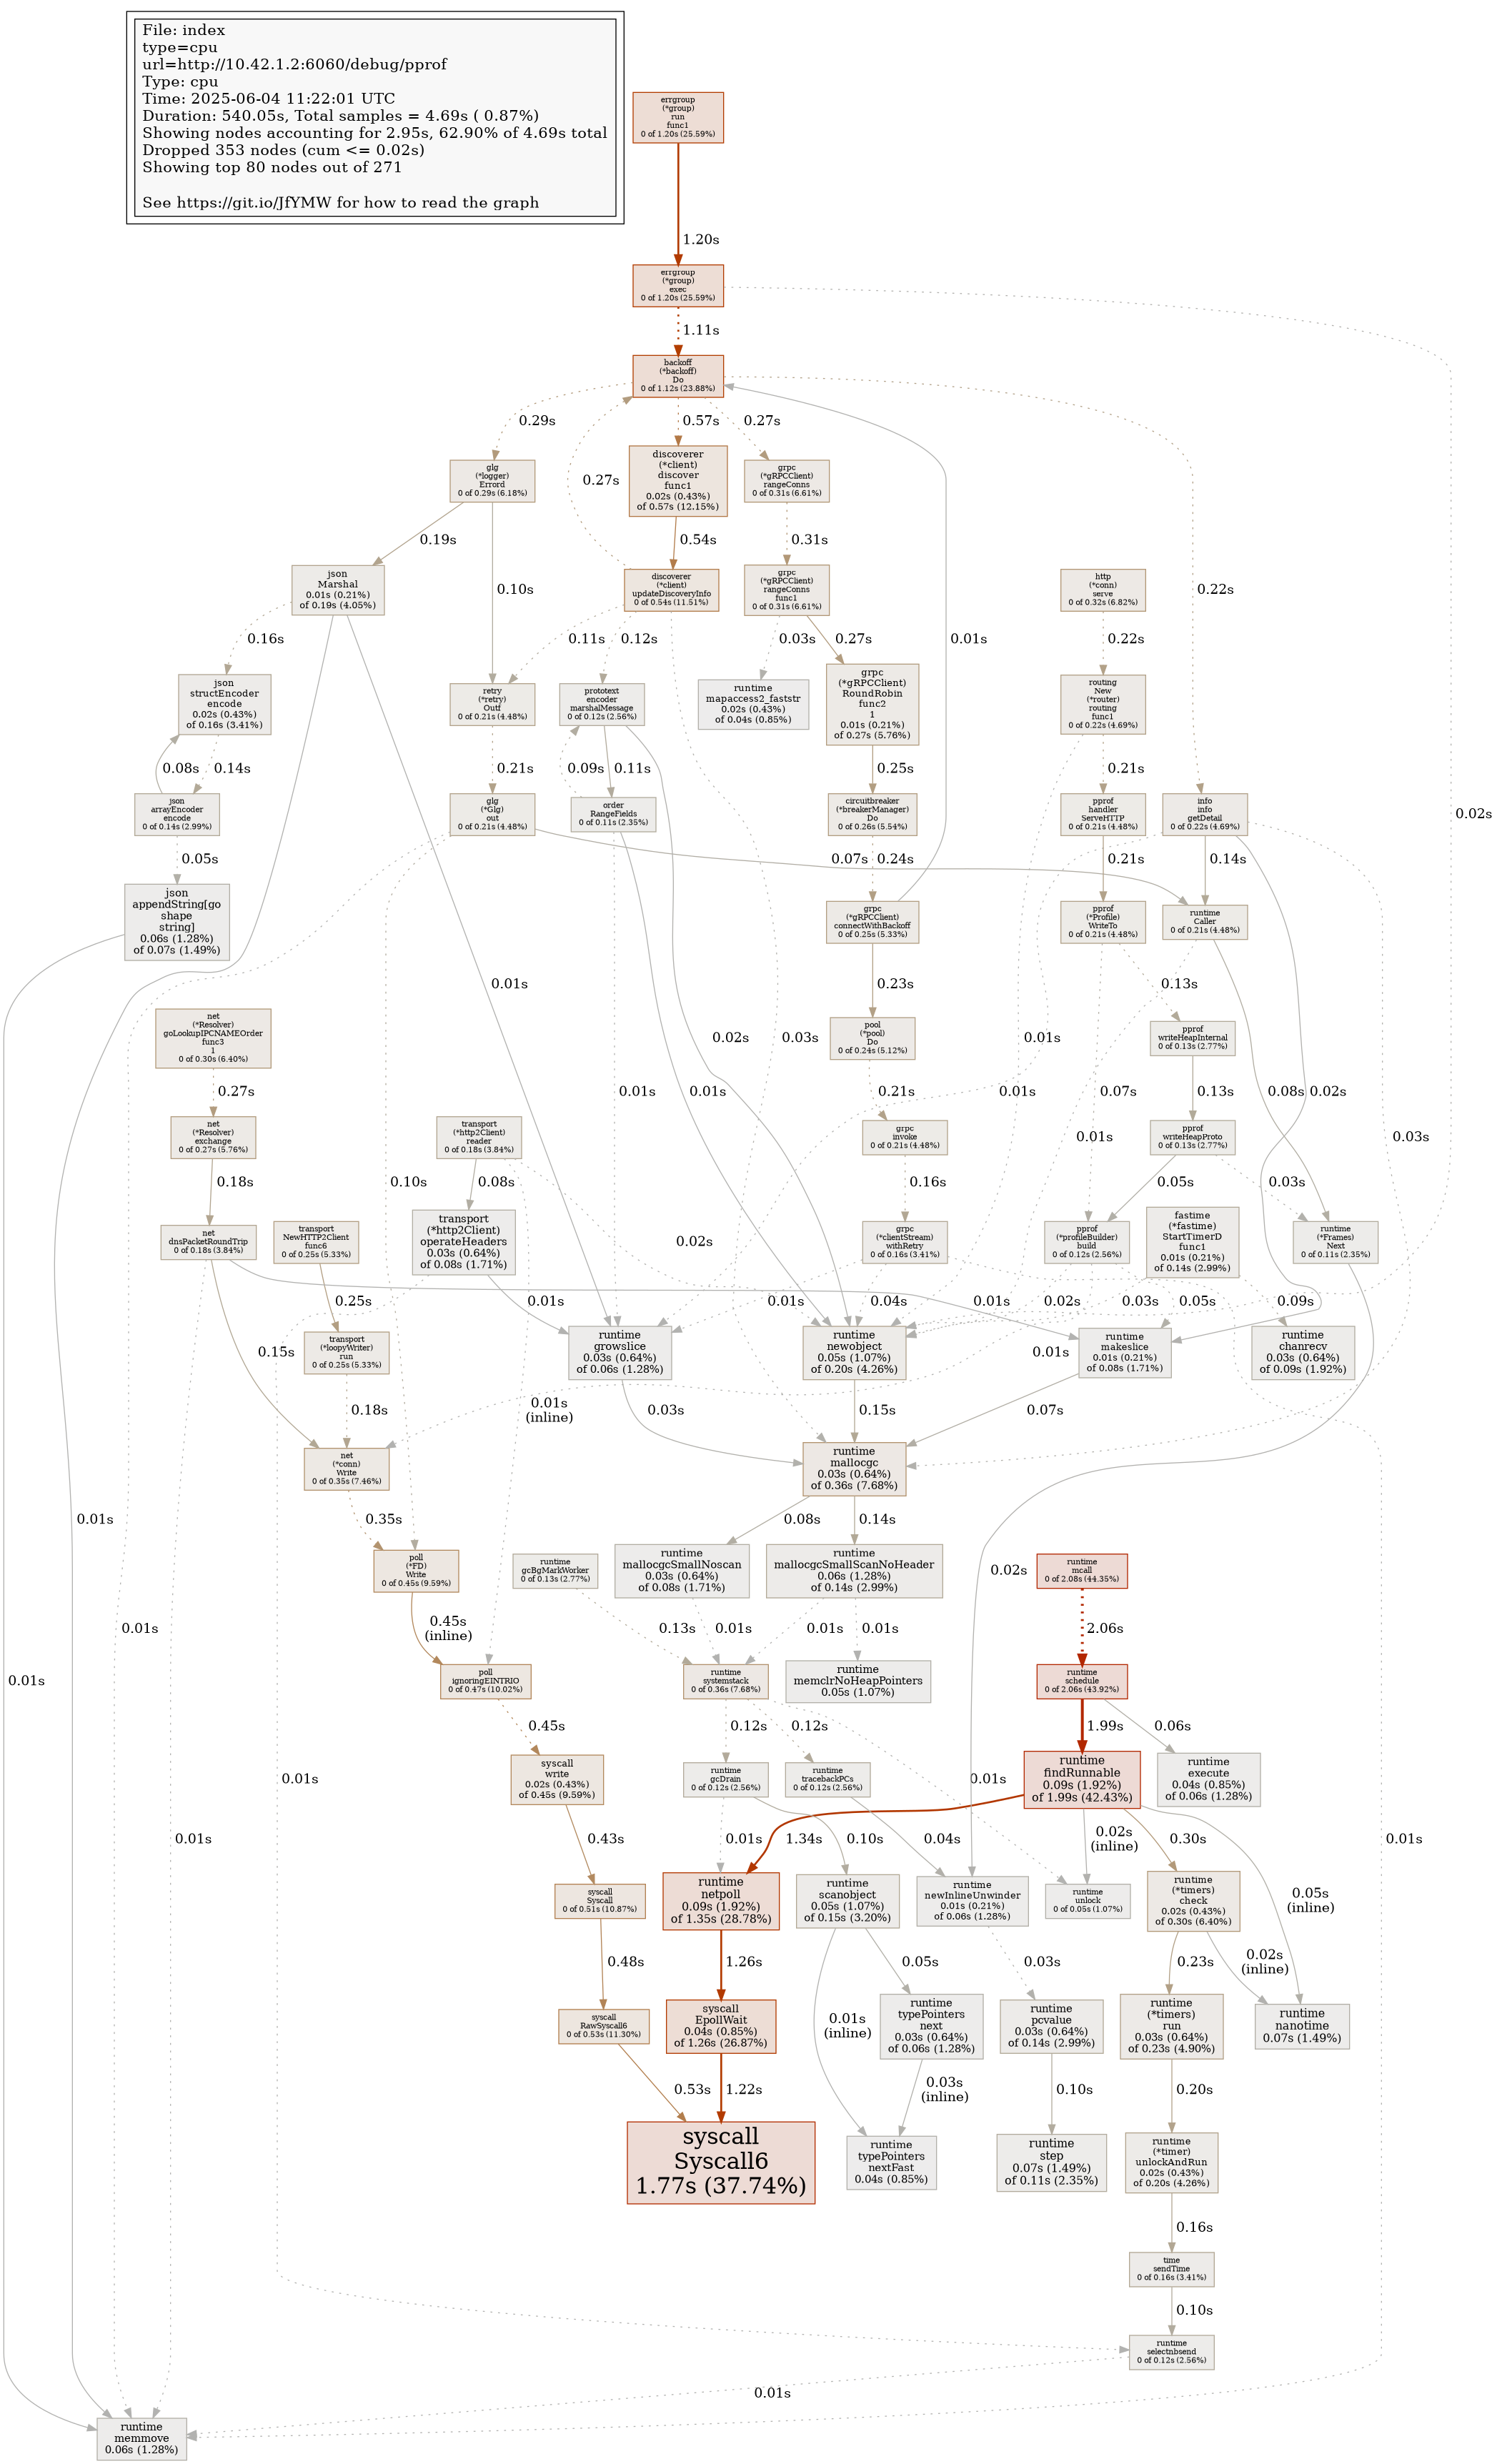 File: index
type=cpu
url=http://10.42.1.2:6060/debug/pprof
Type: cpu
Time: 2025-06-04 11:22:01 UTC
Duration: 540.05s, Total samples = 4.69s ( 0.87%)
Showing nodes accounting for 2.95s, 62.90% of 4.69s total
Dropped 353 nodes (cum <= 0.02s)
Showing top 80 nodes out of 271
See https://git.io/JfYMW for how to read the graph
errgroup
(*group)
run
func1
0 of 1.20s (25.59%)
1.20s
errgroup
(*group)
exec
0 of 1.20s (25.59%)
1.11s
0.02s
backoff
(*backoff)
Do
0 of 1.12s (23.88%)
0.29s
0.57s
0.27s
0.27s
0.22s
0.01s
glg
(*logger)
Errord
0 of 0.29s (6.18%)
discoverer
(*client)
discover
func1
0.02s (0.43%)
of 0.57s (12.15%)
grpc
(*gRPCClient)
rangeConns
0 of 0.31s (6.61%)
0.19s
0.10s
0.54s
0.31s
json
Marshal
0.01s (0.21%)
of 0.19s (4.05%)
discoverer
(*client)
updateDiscoveryInfo
0 of 0.54s (11.51%)
grpc
(*gRPCClient)
rangeConns
func1
0 of 0.31s (6.61%)
http
(*conn)
serve
0 of 0.32s (6.82%)
0.16s
0.11s
0.12s
0.03s
0.27s
0.22s
json
structEncoder
encode
0.02s (0.43%)
of 0.16s (3.41%)
retry
(*retry)
Outf
0 of 0.21s (4.48%)
prototext
encoder
marshalMessage
0 of 0.12s (2.56%)
runtime
mapaccess2_faststr
0.02s (0.43%)
of 0.04s (0.85%)
grpc
(*gRPCClient)
RoundRobin
func2
1
0.01s (0.21%)
of 0.27s (5.76%)
routing
New
(*router)
routing
func1
0 of 0.22s (4.69%)
0.08s
0.14s
0.21s
0.09s
0.11s
0.25s
0.21s
json
arrayEncoder
encode
0 of 0.14s (2.99%)
glg
(*Glg)
out
0 of 0.21s (4.48%)
order
RangeFields
0 of 0.11s (2.35%)
circuitbreaker
(*breakerManager)
Do
0 of 0.26s (5.54%)
pprof
handler
ServeHTTP
0 of 0.21s (4.48%)
info
info
getDetail
0 of 0.22s (4.69%)
0.05s
0.07s
0.24s
0.21s
0.14s
json
appendString[go
shape
string]
0.06s (1.28%)
of 0.07s (1.49%)
grpc
(*gRPCClient)
connectWithBackoff
0 of 0.25s (5.33%)
pprof
(*Profile)
WriteTo
0 of 0.21s (4.48%)
runtime
Caller
0 of 0.21s (4.48%)
0.01s
0.23s
0.13s
net
(*Resolver)
goLookupIPCNAMEOrder
func3
1
0 of 0.30s (6.40%)
pool
(*pool)
Do
0 of 0.24s (5.12%)
pprof
writeHeapInternal
0 of 0.13s (2.77%)
0.02s
0.03s
0.01s
0.27s
0.01s
0.01s
0.21s
0.01s
0.07s
0.13s
0.08s
0.02s
net
(*Resolver)
exchange
0 of 0.27s (5.76%)
transport
(*http2Client)
reader
0 of 0.18s (3.84%)
grpc
invoke
0 of 0.21s (4.48%)
pprof
writeHeapProto
0 of 0.13s (2.77%)
0.01s
0.03s
0.18s
0.10s
0.08s
0.16s
0.05s
0.03s
net
dnsPacketRoundTrip
0 of 0.18s (3.84%)
transport
NewHTTP2Client
func6
0 of 0.25s (5.33%)
transport
(*http2Client)
operateHeaders
0.03s (0.64%)
of 0.08s (1.71%)
0.02s
grpc
(*clientStream)
withRetry
0 of 0.16s (3.41%)
pprof
(*profileBuilder)
build
0 of 0.12s (2.56%)
fastime
(*fastime)
StartTimerD
func1
0.01s (0.21%)
of 0.14s (2.99%)
runtime
(*Frames)
Next
0 of 0.11s (2.35%)
0.25s
0.01s
0.01s
0.04s
0.02s
0.03s
0.01s
0.05s
0.09s
0.15s
transport
(*loopyWriter)
run
0 of 0.25s (5.33%)
runtime
growslice
0.03s (0.64%)
of 0.06s (1.28%)
runtime
newobject
0.05s (1.07%)
of 0.20s (4.26%)
0.01s
runtime
makeslice
0.01s (0.21%)
of 0.08s (1.71%)
runtime
chanrecv
0.03s (0.64%)
of 0.09s (1.92%)
0.18s
0.01s
(inline)
0.03s
0.15s
0.07s
net
(*conn)
Write
0 of 0.35s (7.46%)
runtime
mallocgc
0.03s (0.64%)
of 0.36s (7.68%)
0.01s
0.35s
0.08s
0.14s
poll
(*FD)
Write
0 of 0.45s (9.59%)
runtime
gcBgMarkWorker
0 of 0.13s (2.77%)
runtime
mallocgcSmallNoscan
0.03s (0.64%)
of 0.08s (1.71%)
runtime
mallocgcSmallScanNoHeader
0.06s (1.28%)
of 0.14s (2.99%)
0.02s
runtime
mcall
0 of 2.08s (44.35%)
0.01s
0.01s
0.45s
(inline)
0.13s
0.01s
0.01s
0.01s
2.06s
poll
ignoringEINTRIO
0 of 0.47s (10.02%)
runtime
systemstack
0 of 0.36s (7.68%)
runtime
memclrNoHeapPointers
0.05s (1.07%)
runtime
schedule
0 of 2.06s (43.92%)
0.45s
0.12s
0.12s
1.99s
0.06s
0.01s
syscall
write
0.02s (0.43%)
of 0.45s (9.59%)
runtime
gcDrain
0 of 0.12s (2.56%)
runtime
tracebackPCs
0 of 0.12s (2.56%)
0.01s
runtime
findRunnable
0.09s (1.92%)
of 1.99s (42.43%)
runtime
execute
0.04s (0.85%)
of 0.06s (1.28%)
0.01s
0.43s
0.01s
1.34s
0.10s
0.04s
0.02s
(inline)
0.30s
0.01s
syscall
Syscall
0 of 0.51s (10.87%)
runtime
netpoll
0.09s (1.92%)
of 1.35s (28.78%)
runtime
scanobject
0.05s (1.07%)
of 0.15s (3.20%)
runtime
newInlineUnwinder
0.01s (0.21%)
of 0.06s (1.28%)
runtime
unlock
0 of 0.05s (1.07%)
runtime
(*timers)
check
0.02s (0.43%)
of 0.30s (6.40%)
0.05s
(inline)
0.48s
1.26s
0.05s
0.03s
0.23s
0.02s
(inline)
syscall
RawSyscall6
0 of 0.53s (11.30%)
syscall
EpollWait
0.04s (0.85%)
of 1.26s (26.87%)
0.01s
(inline)
runtime
typePointers
next
0.03s (0.64%)
of 0.06s (1.28%)
runtime
pcvalue
0.03s (0.64%)
of 0.14s (2.99%)
runtime
(*timers)
run
0.03s (0.64%)
of 0.23s (4.90%)
runtime
nanotime
0.07s (1.49%)
0.53s
1.22s
0.03s
(inline)
0.10s
0.20s
syscall
Syscall6
1.77s (37.74%)
runtime
typePointers
nextFast
0.04s (0.85%)
runtime
step
0.07s (1.49%)
of 0.11s (2.35%)
runtime
(*timer)
unlockAndRun
0.02s (0.43%)
of 0.20s (4.26%)
0.16s
time
sendTime
0 of 0.16s (3.41%)
0.10s
runtime
selectnbsend
0 of 0.12s (2.56%)
0.01s
runtime
memmove
0.06s (1.28%)